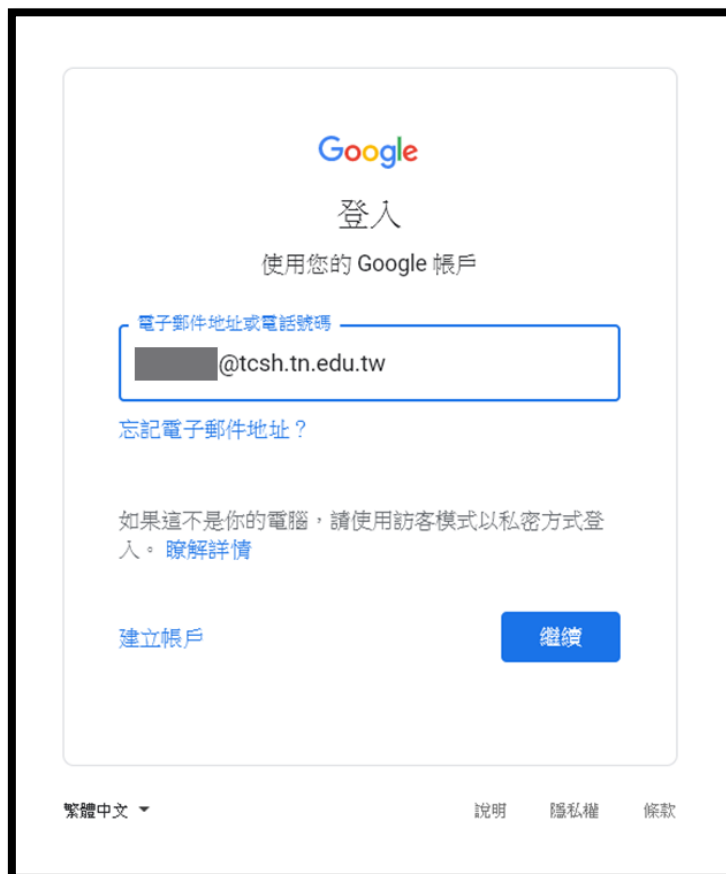 Google
登入
使用您的 Google 帳戶
電子郵件地址或電話號碼
@tcsh.tn.edu.tw
忘記電子郵件地址？
如果這不是你的電腦，請使用訪客模式以私密方式登
入。 瞭解詳情
建立帳戶
繼續
繁體中文
說明
隱私權
條款